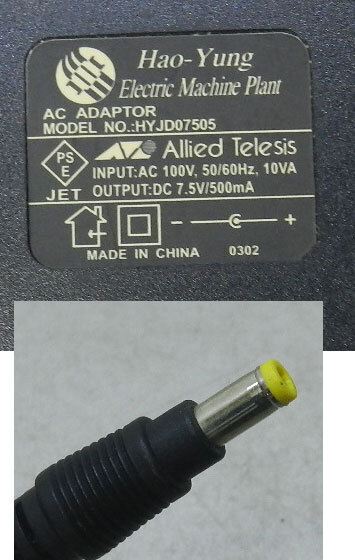 Hao-Yung
Electric Machine Plant
AC ADAPTOR
MODEL NO.:HYJD07505
PS
E
JET
Allied Telesis
INPUT:AC 100V, 50/60Hz, 10VA
OUTPUT:DC 7.5V/500mA
− +
MADE IN CHINA 0302